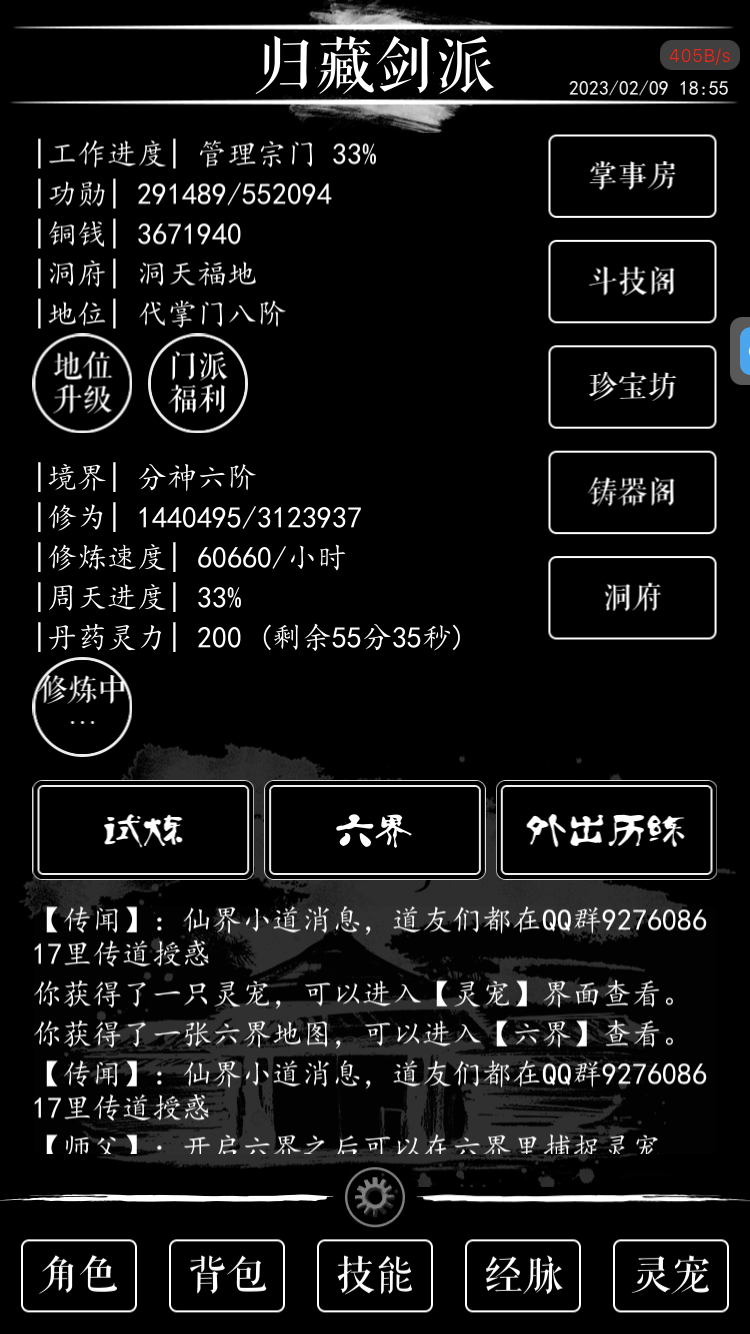 归藏剑派
405B/s
2023/02/09 18:55
|工作进度| 管理宗门 33%
|功勋| 291489/552094
|铜钱| 3671940
|洞府| 洞天福地
|地位| 代掌门八阶
地位
升级
门派
福利
掌事房
斗技阁
珍宝坊
铸器阁
洞府
|境界| 分神六阶
|修为| 1440495/3123937
|修炼速度| 60660/小时
|周天进度| 33%
|丹药灵力| 200 (剩余55分35秒)
修炼中
...
试炼
六界
外出历练
【传闻】: 仙界小道消息, 道友们都在QQ群9276086
17里传道授惑
你获得了一只灵宠, 可以进入【灵宠】界面查看。
你获得了一张六界地图, 可以进入【六界】查看。
【传闻】: 仙界小道消息, 道友们都在QQ群9276086
17里传道授惑
【师父】: 开启六界之后可以在六界里捕捉灵宠
角色
背包
技能
经脉
灵宠